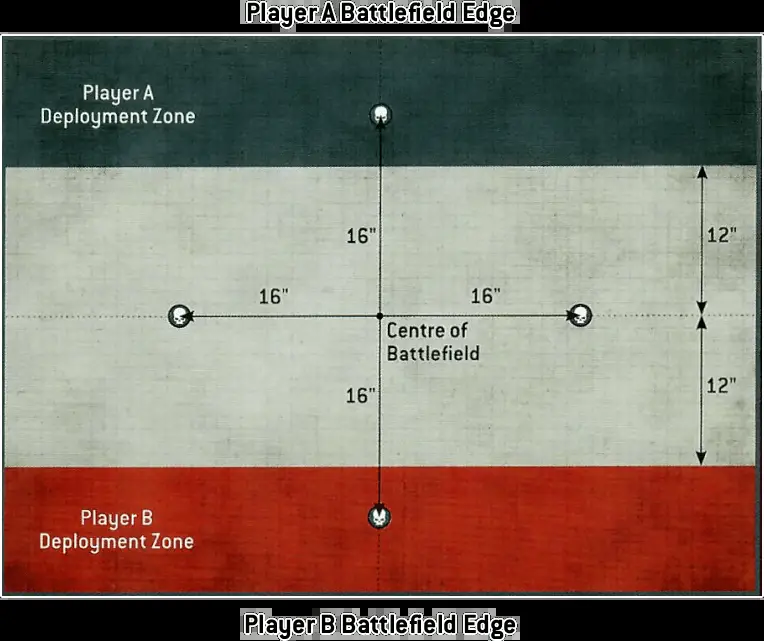 Player A Battlefield Edge
Player A
Deployment Zone
16"
12"
16"
16"
Centre of
Battlefield
16"
12"
Player B
Deployment Zone
Player B Battlefield Edge